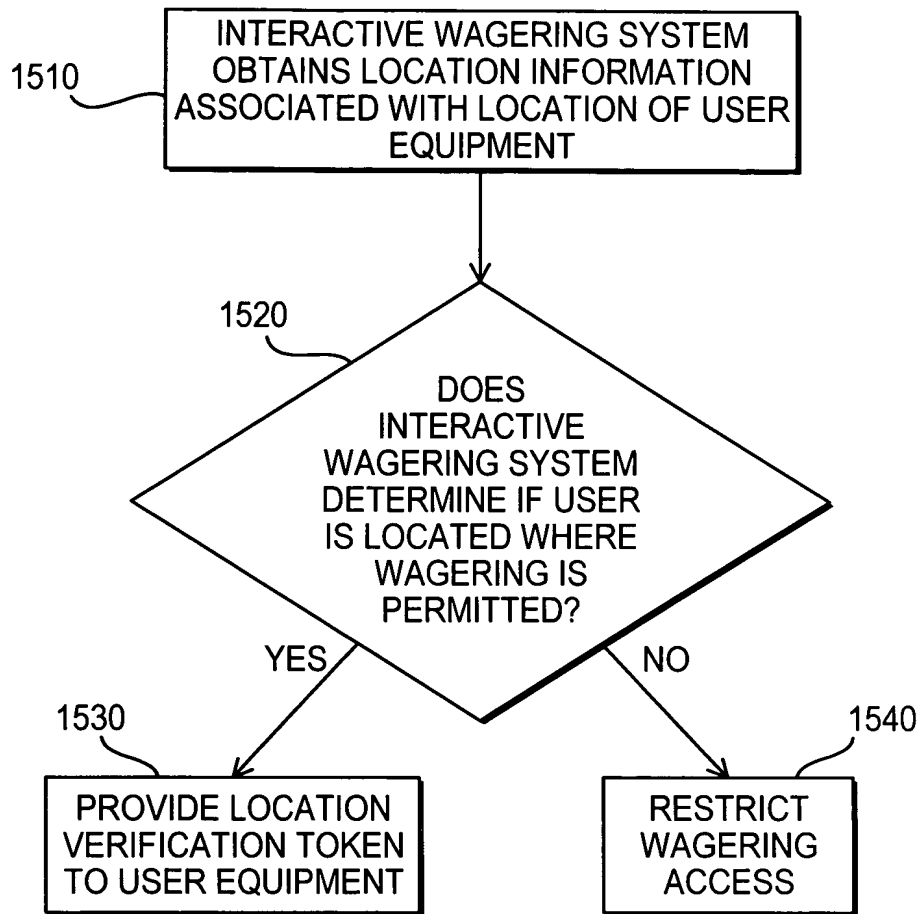 INTERACTIVE WAGERING SYSTEM
OBTAINS LOCATION INFORMATION
ASSOCIATED WITH LOCATION OF USER
EQUIPMENT
1510
1520
DOES
INTERACTIVE
WAGERING SYSTEM
DETERMINE IF USER
IS LOCATED WHERE
WAGERING IS
PERMITTED?
YES
NO
1530
PROVIDE LOCATION
VERIFICATION TOKEN
TO USER EQUIPMENT
1540
RESTRICT
WAGERING
ACCESS